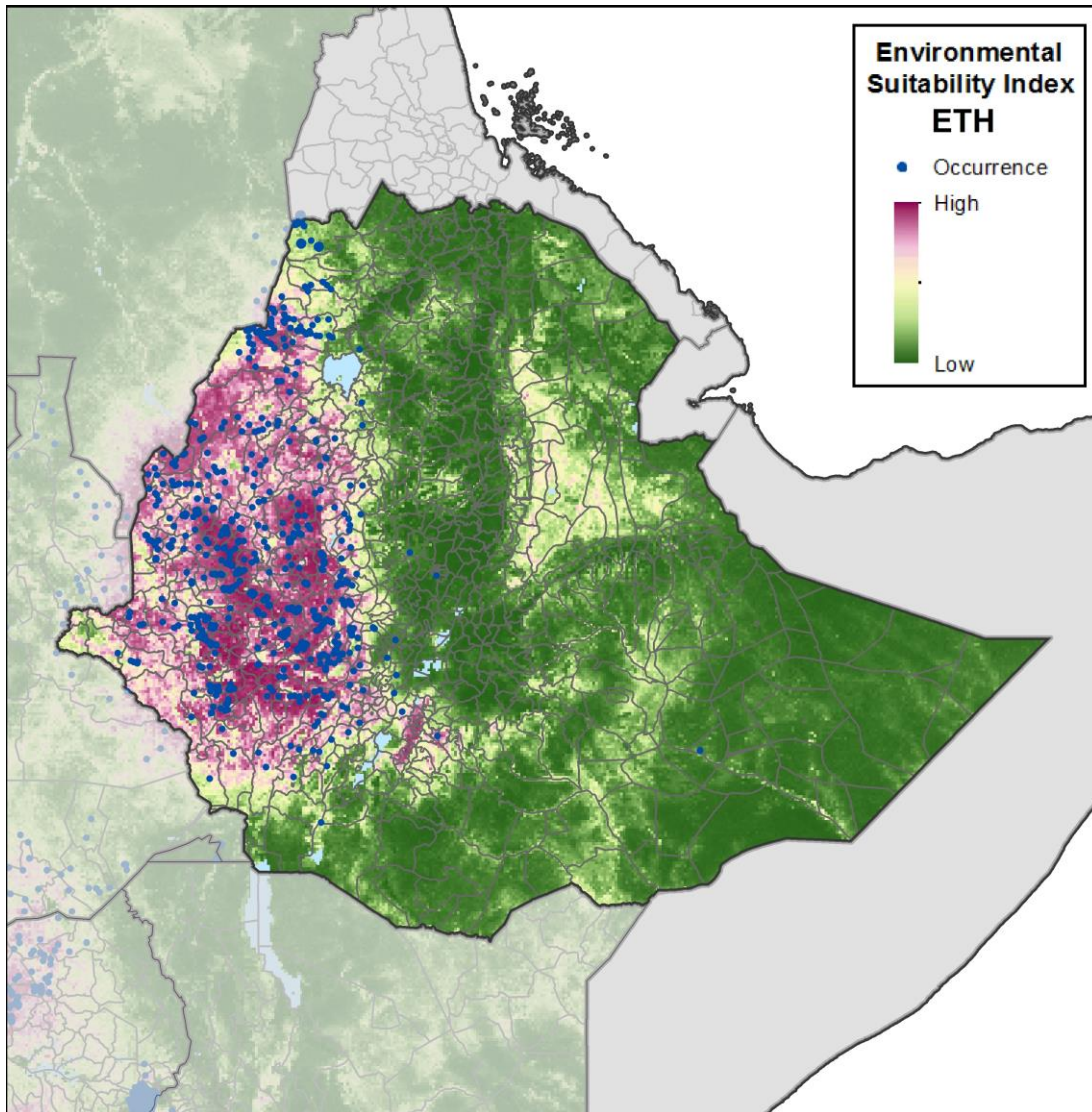 Environmental
Suitability Index
ETH
Occurrence
High
Low